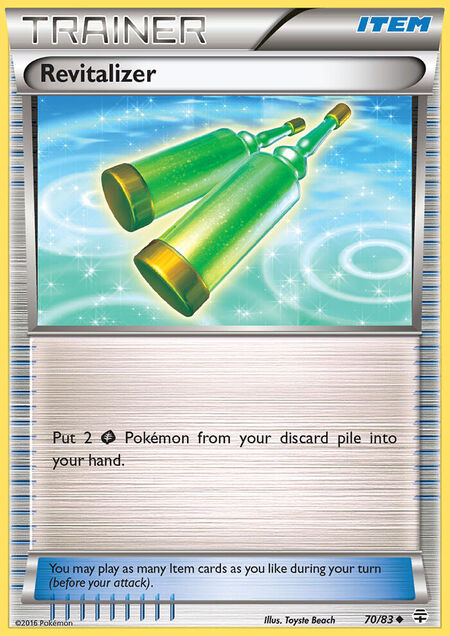 TRAINER
ITEM
Revitalizer
Put 2 Pokémon from your discard pile into
your hand.
You may play as many Item cards as you like during your turn
(before your attack).
©2016 Pokémon
Illus. Toyste Beach
70/83